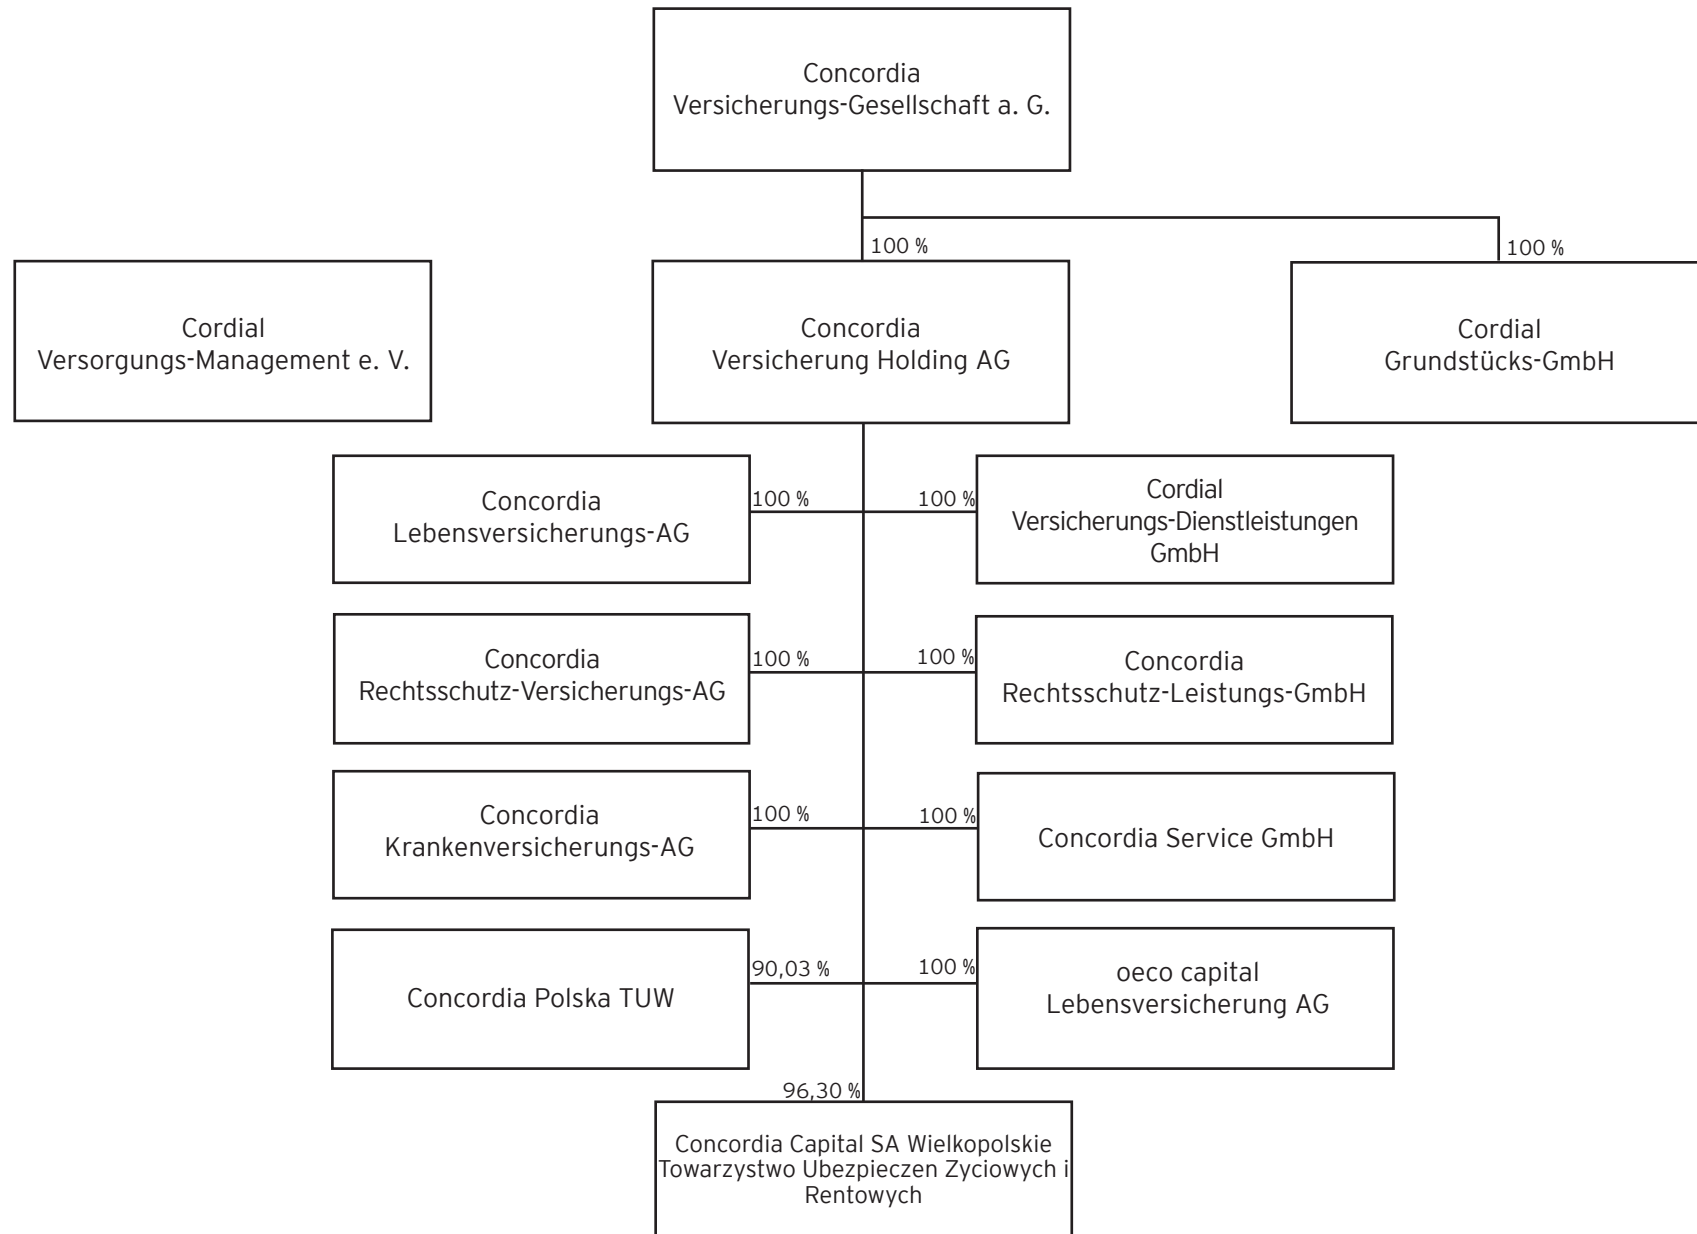 Concordia
Versicherungs-Gesellschaft a. G.
100 %
100 %
Cordial
Versorgungs-Management e. V.
Concordia
Versicherung Holding AG
Cordial
Grundstücks-GmbH
Concordia
Lebensversicherungs-AG
100 %
100 %
Cordial
Versicherungs-Dienstleistungen
GmbH
Concordia
Rechtsschutz-Versicherungs-AG
100 %
100 %
Concordia
Rechtsschutz-Leistungs-GmbH
Concordia
Krankenversicherungs-AG
100 %
100 %
Concordia Service GmbH
Concordia Polska TUW
90,03 %
100 %
oeco capital
Lebensversicherung AG
96,30 %
Concordia Capital SA Wielkopolskie
Towarzystwo Ubezpieczen Zyciowych i
Rentowych